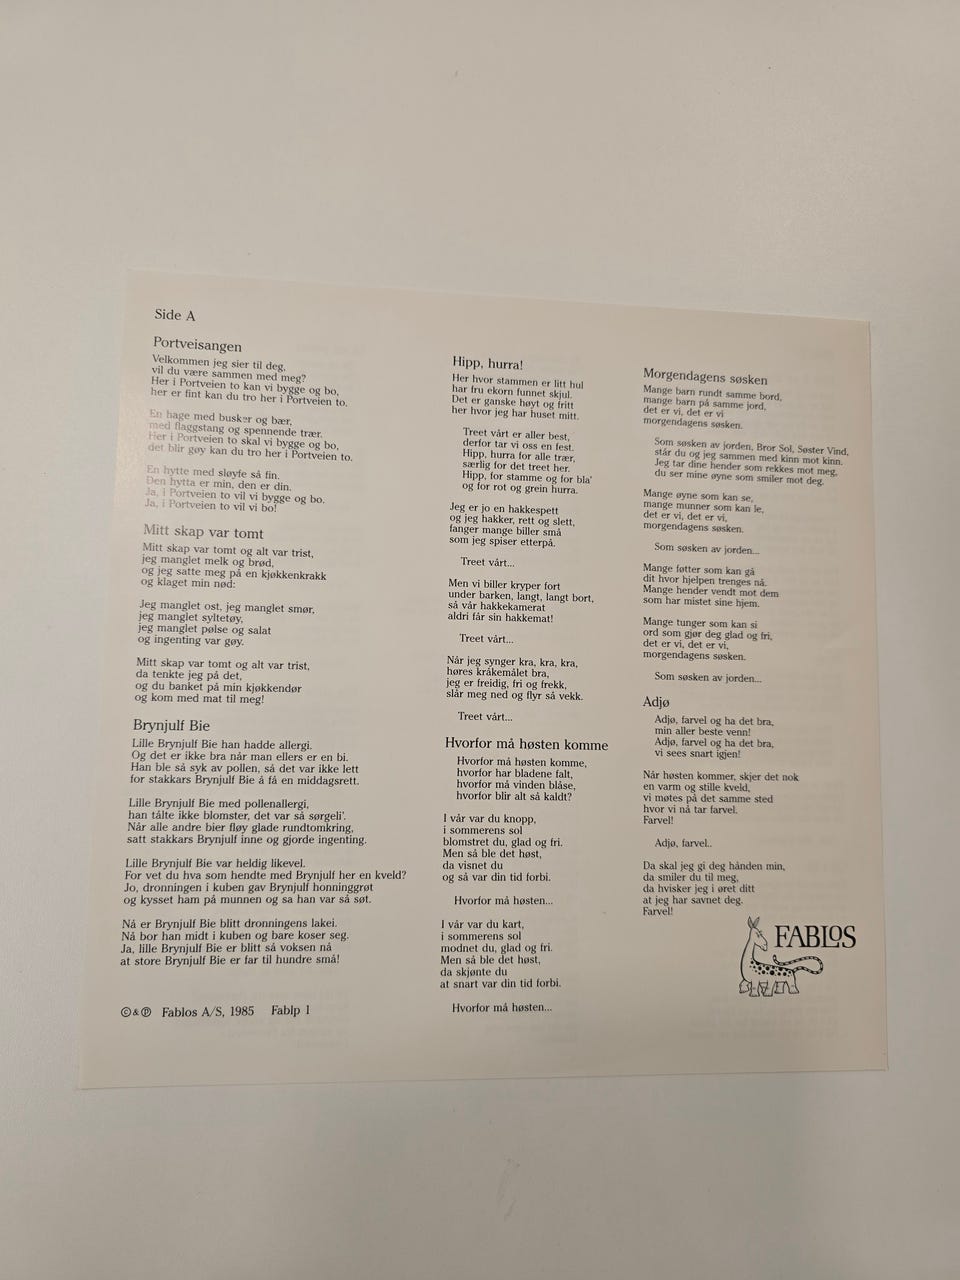 Side A
Portveisangen
Velkommen jeg sier til deg,
vil du være sammen med meg?
Her i Portveien to kan vi bygge og bo,
her er fint kan du tro her i Portveien to.
En hage med busker og bær,
med flaggstang og spennende trær.
Her i Portveien to skal vi bygge og bo,
det blir gøy kan du tro her i Portveien to.
En hytte med sløyfe så fin.
Den hytta er min, den er din.
Ja, i Portveien to vil vi bygge og bo.
Ja, i Portveien to vil vi bo!
Mitt skap var tomt
Mitt skap var tomt og alt var trist,
jeg manglet melk og brød,
og jeg satte meg på en kjøkkenkrakk
og klaget min nød:
Jeg manglet ost, jeg manglet smør,
jeg manglet syltetøy,
jeg manglet pølse og salat
og ingenting var gøy.
Mitt skap var tomt og alt var trist,
da tenkte jeg på det,
og du banket på min kjøkkendør
og kom med mat til meg!
Brynjulf Bie
Lille Brynjulf Bie han hadde allergi.
Og det er ikke bra når man ellers er en bi.
Han ble så syk av pollen, så det var ikke lett
for stakkars Brynjulf Bie å få en middagsrett.
Lille Brynjulf Bie med pollenallergi,
han tålte ikke blomster, det var så sørgeli'.
Når alle andre bier fløy glade rundtomkring,
satt stakkars Brynjulf inne og gjorde ingenting.
Lille Brynjulf Bie var heldig likevel.
For vet du hva som hendte med Brynjulf her en kveld?
Jo, dronningen i kuben gav Brynjulf honninggrøt
og kysset ham på munnen og sa han var så søt.
Nå er Brynjulf Bie blitt dronningens lakei.
Nå bor han midt i kuben og bare koser seg.
Ja, lille Brynjulf Bie er blitt så voksen nå
at store Brynjulf Bie er far til hundre små!
©&℗ Fablos A/S, 1985 Fablp 1
Hipp, hurra!
Her hvor stammen er litt hul
har fru ekorn funnet skjul.
Det er ganske høyt og fritt
her hvor jeg har huset mitt.
Treet vårt er aller best,
derfor tar vi oss en fest.
Hipp, hurra for alle trær,
særlig for det treet her.
Hipp, for stamme og for bla'
og for rot og grein hurra.
Jeg er jo en hakkespett
og jeg hakker, rett og slett,
fanger mange biller små
som jeg spiser etterpå.
Treet vårt...
Men vi biller kryper fort
under barken, langt, langt bort,
så vår hakkekamerat
aldri får sin hakkemat!
Treet vårt...
Når jeg synger kra, kra, kra,
høres kråkemålet bra,
jeg er freidig, fri og frekk,
slår meg ned og flyr så vekk.
Treet vårt...
Hvorfor må høsten komme
Hvorfor må høsten komme,
hvorfor har bladene falt,
hvorfor må vinden blåse,
hvorfor blir alt så kaldt?
I vår var du knopp,
i sommerens sol
blomstret du, glad og fri.
Men så ble det høst,
da visnet du
og så var din tid forbi.
Hvorfor må høsten...
I vår var du kart,
i sommerens sol
modnet du, glad og fri.
Men så ble det høst,
da skjønte du
at snart var din tid forbi.
Hvorfor må høsten...
Morgendagens søsken
Mange barn rundt samme bord,
mange barn på samme jord,
det er vi, det er vi
morgendagens søsken.
Som søsken av jorden, Bror Sol, Søster Vind,
står du og jeg sammen med kinn mot kinn.
Jeg tar dine hender som rekkes mot meg,
du ser mine øyne som smiler mot deg.
Mange øyne som kan se,
mange munner som kan le,
det er vi, det er vi,
morgendagens søsken.
Som søsken av jorden...
Mange føtter som kan gå
dit hvor hjelpen trenges nå.
Mange hender vendt mot dem
som har mistet sine hjem.
Mange tunger som kan si
ord som gjør deg glad og fri,
det er vi, det er vi,
morgendagens søsken.
Som søsken av jorden...
Adjø
Adjø, farvel og ha det bra,
min aller beste venn!
Adjø, farvel og ha det bra,
vi sees snart igjen!
Når høsten kommer, skjer det nok
en varm og stille kveld,
vi møtes på det samme sted
hvor vi nå tar farvel.
Farvel!
Adjø, farvel..
Da skal jeg gi deg hånden min,
da smiler du til meg,
da hvisker jeg i øret ditt
at jeg har savnet deg.
Farvel!
FABLOS